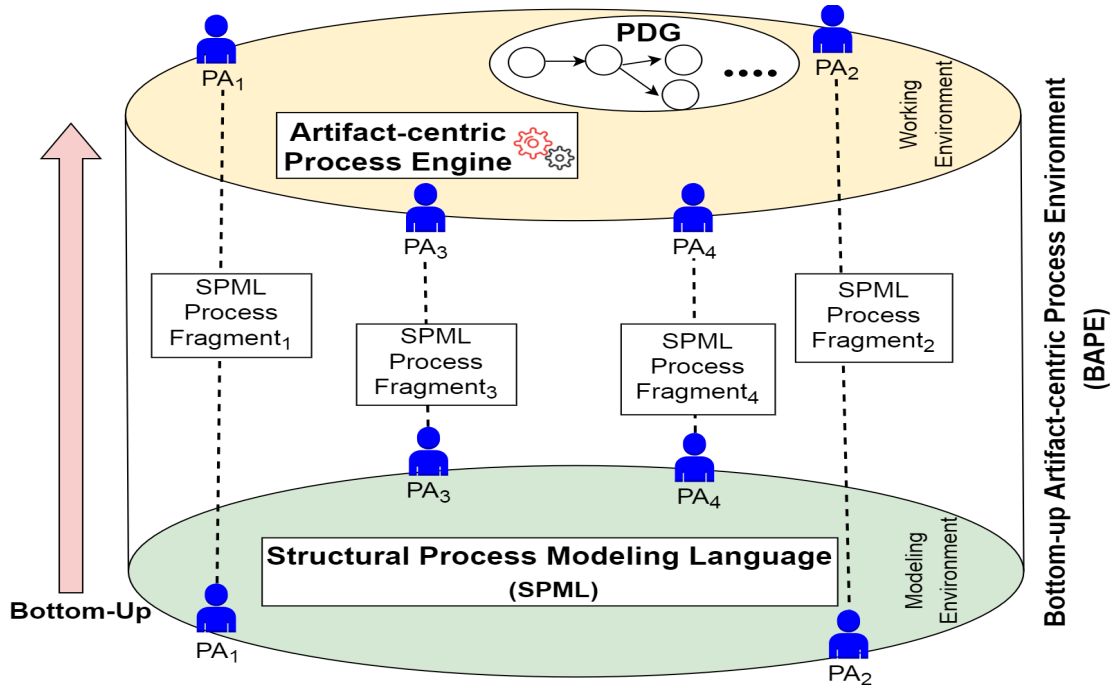 PDG
PA1
PA2
Working
Environment
Artifact-centric
Process Engine
PA3
PA4
SPML
Process
Fragment1
SPML
Process
Fragment2
SPML
Process
Fragment3
SPML
Process
Fragment4
PA3
PA4
Structural Process Modeling Language
(SPML)
Modeling
Environment
Bottom-Up
PA1
PA2
Bottom-up Artifact-centric Process Environment
(BAPE)